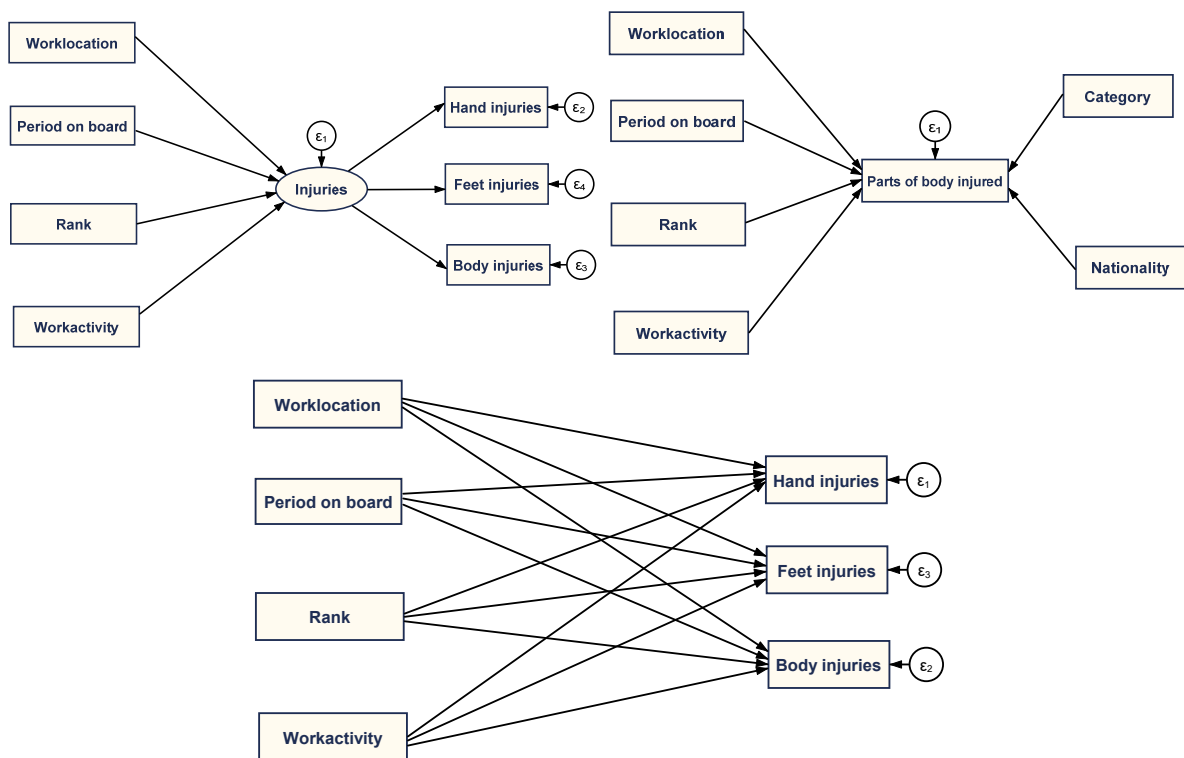 Worklocation
Period on board
Rank
Workactivity
ε₁
Injuries
Hand injuries
ε₂
Feet injuries
ε₄
Body injuries
ε₃
Worklocation
Period on board
Rank
Workactivity
ε₁
Parts of body injured
Category
Nationality
Worklocation
Period on board
Rank
Workactivity
Hand injuries
ε₁
Feet injuries
ε₃
Body injuries
ε₂